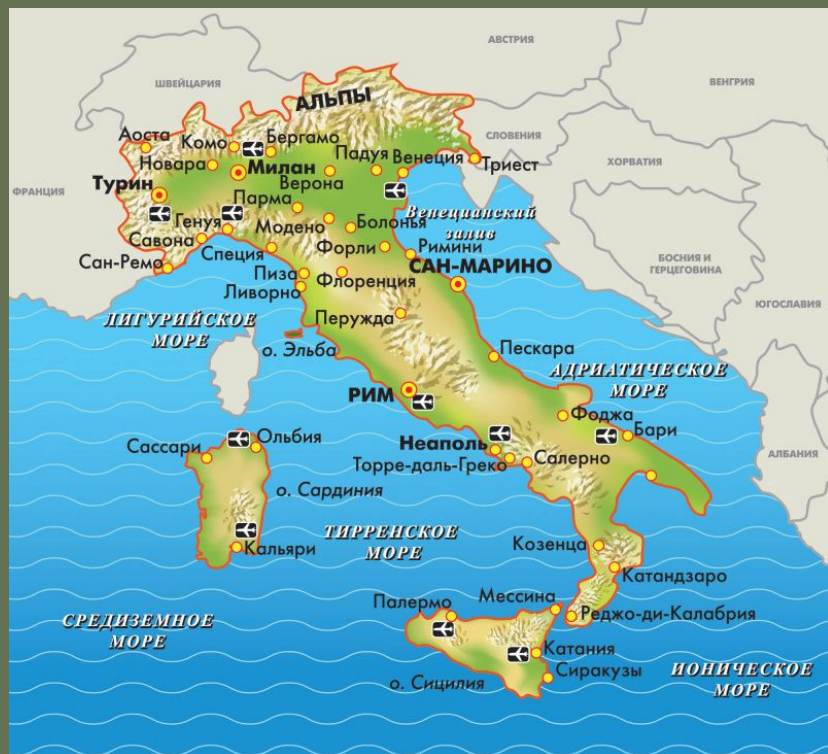 АВСТРИЯ
ШВЕЙЦАРИЯ
ВЕНГРИЯ
АЛЬПЫ
СЛОВЕНИЯ
ХОРВАТИЯ
Аоста
Комо
Бергамо
Новара
Милан
Падуя
Венеция
Триест
ФРАНЦИЯ
Турин
Верона
Парма
Генуя
Модено
Болонья
Венецианский
залив
Савона
Специя
Форли
Римини
Сан-Ремо
Пиза
Флоренция
САН-МАРИНО
БОСНИЯ И
ГЕРЦЕГОВИНА
Ливорно
ЮГОСЛАВИЯ
ЛИГУРИЙСКОЕ
МОРЕ
Перужда
о. Эльба
Пескара
АДРИАТИЧЕСКОЕ
МОРЕ
РИМ
Фоджа
Бари
Неаполь
АЛБАНИЯ
Сассари
Ольбия
Торре-даль-Греко
Салерно
о. Сардиния
ТИРРЕНСКОЕ
МОРЕ
Кальяри
Козенца
Катандзаро
СРЕДИЗЕМНОЕ
МОРЕ
Палермо
Мессина
Реджо-ди-Калабрия
Катания
Сиракузы
о. Сицилия
ИОНИЧЕСКОЕ
МОРЕ